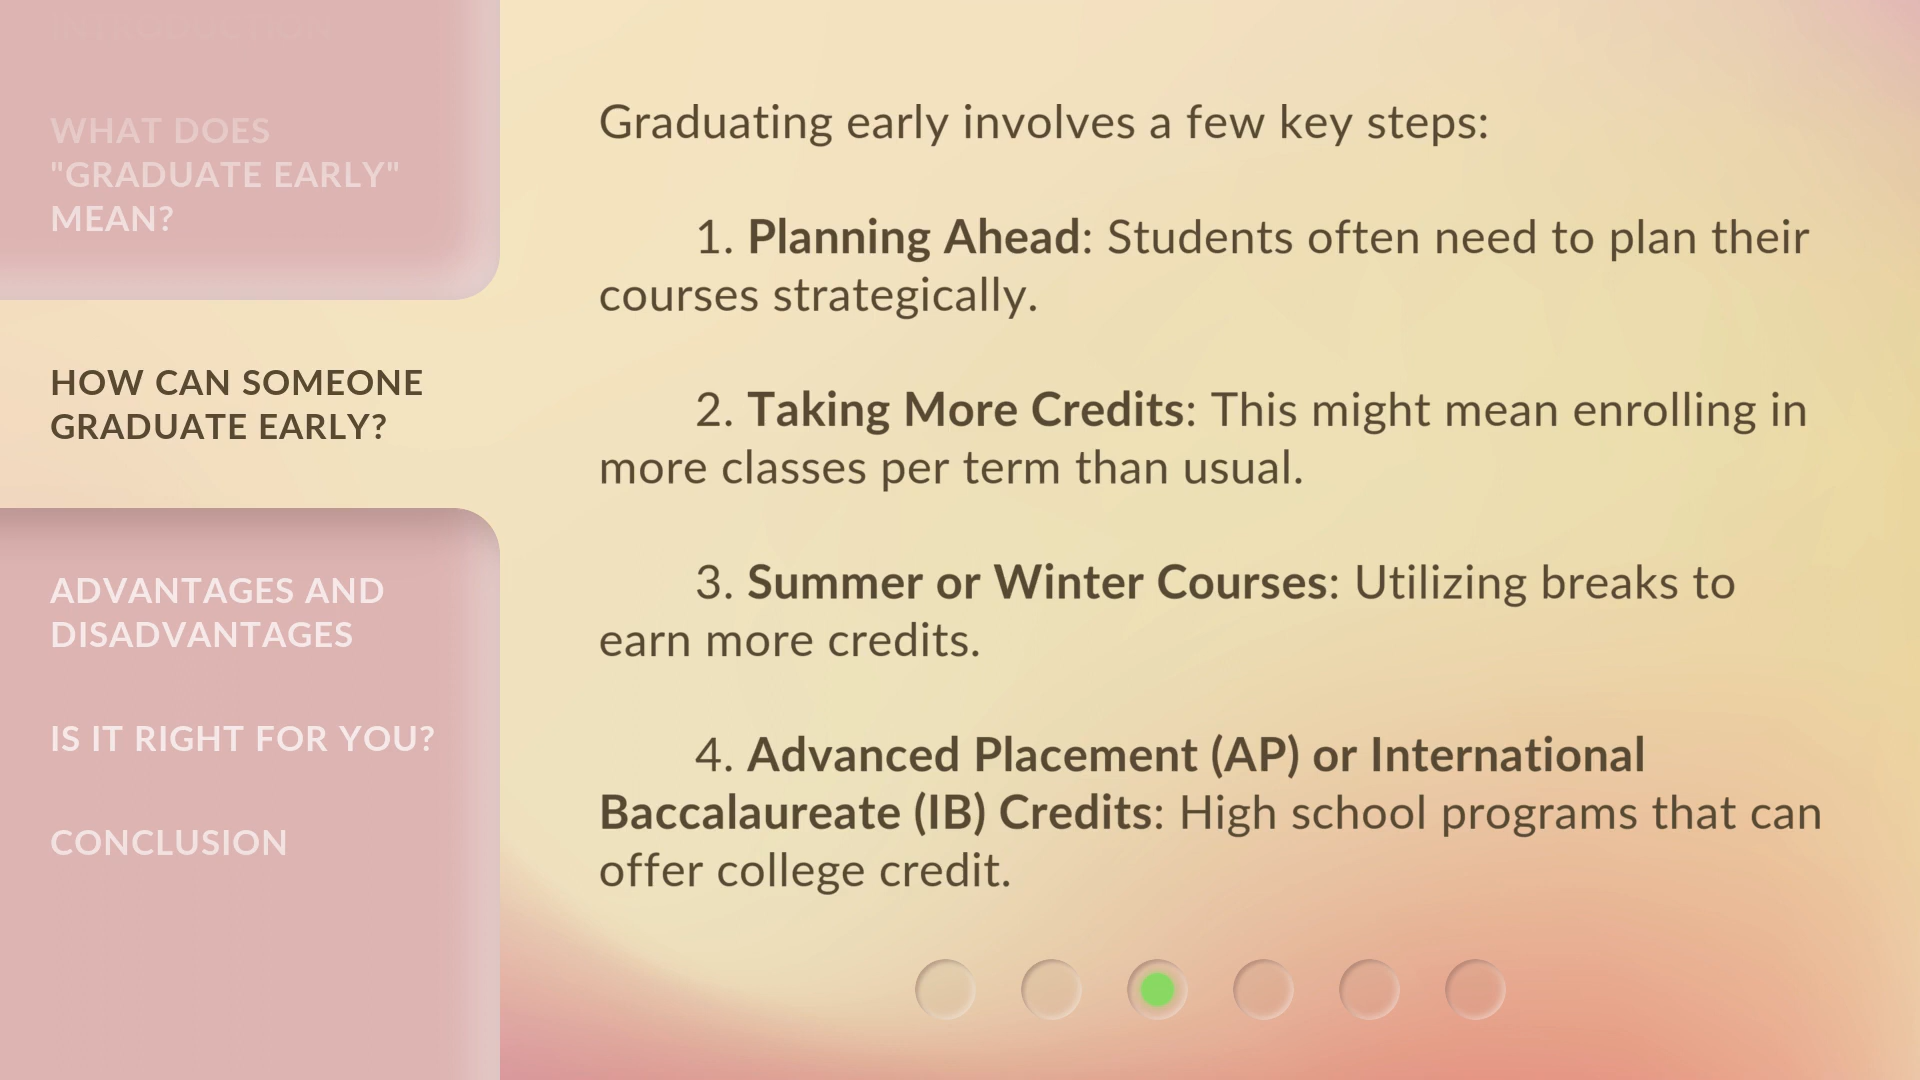 INTRODUCTION
WHAT DOES
"GRADUATE EARLY"
MEAN?
HOW CAN SOMEONE
GRADUATE EARLY?
ADVANTAGES AND
DISADVANTAGES
IS IT RIGHT FOR YOU?
CONCLUSION
Graduating early involves a few key steps:
1. Planning Ahead: Students often need to plan their
courses strategically.
2. Taking More Credits: This might mean enrolling in
more classes per term than usual.
3. Summer or Winter Courses: Utilizing breaks to
earn more credits.
4. Advanced Placement (AP) or International
Baccalaureate (IB) Credits: High school programs that can
offer college credit.